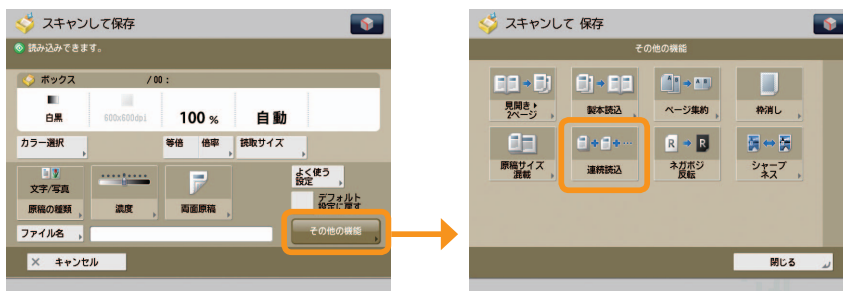 スキャンして保存
読み込みできます。
ボックス / 00 :
白黒 600x600dpi 100 % 自動
カラー選択 等倍 倍率 読取サイズ
文字/写真
原稿の種類 濃度 両面原稿
よく使う
設定
デフォルト
設定に戻す
ファイル名 その他の機能
× キャンセル
スキャンして 保存
その他の機能
見開き▶
2ページ
製本読込 ページ集約 枠消し
原稿サイズ
混載
連続読込
R R
ネガポジ
反転
シャープ
ネス
閉じる